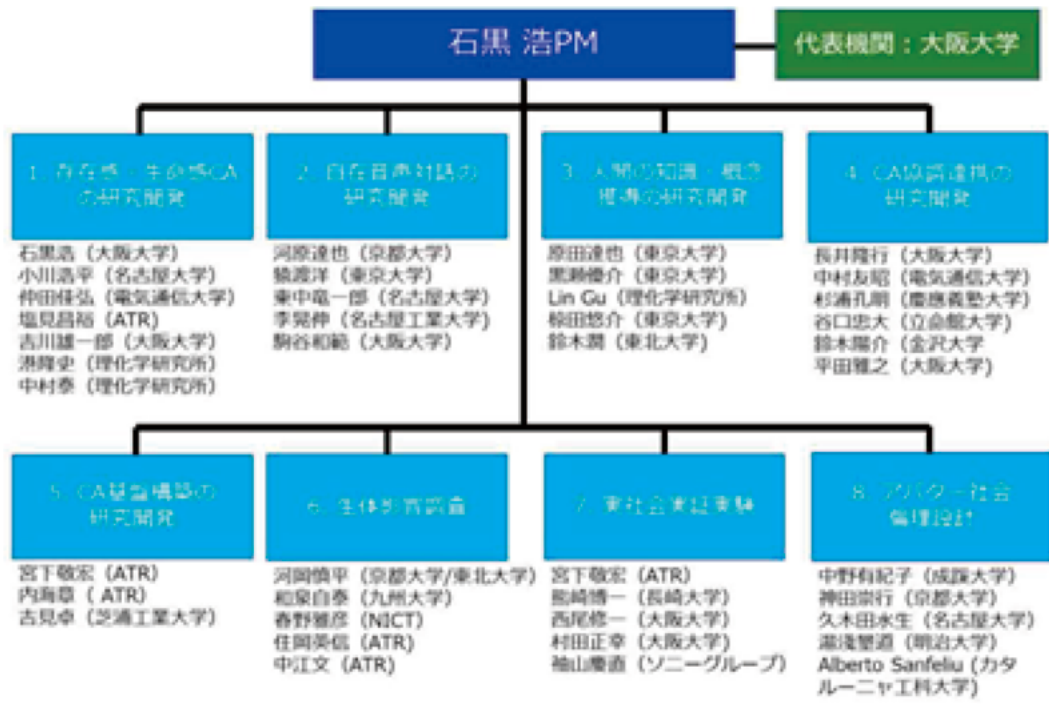 石黒 浩PM
代表機関：大阪大学
1. 存在感・生命感CA
の研究開発
石黒浩（大阪大学）
小川浩平（名古屋大学）
仲田佳弘（電気通信大学）
塩見昌裕（ATR）
吉川雄一郎（大阪大学）
港隆史（理化学研究所）
中村泰（理化学研究所）
2. 自在音声対話の
研究開発
河原達也（京都大学）
猿渡洋（東京大学）
東中竜一郎（名古屋大学）
李晃伸（名古屋工業大学）
駒谷和範（大阪大学）
3. 人間の知識・概念
獲得の研究開発
原田達也（東京大学）
黒瀬優介（東京大学）
Lin Gu（理化学研究所）
椋田悠介（東京大学）
鈴木潤（東北大学）
4. CA協調連携の
研究開発
長井隆行（大阪大学）
中村友昭（電気通信大学）
杉浦孔明（慶應義塾大学）
谷口忠大（立命館大学）
鈴木陽介（金沢大学
平田雅之（大阪大学）
5. CA基盤構築の
研究開発
宮下敬宏（ATR）
内海章（ ATR）
吉見卓（芝浦工業大学）
6. 生体影響調査
河岡慎平（京都大学/東北大学）
和泉自泰（九州大学）
春野雅彦（NICT）
住岡英信（ATR）
中江文（ATR）
7. 実社会実証実験
宮下敬宏（ATR）
熊崎博一（長崎大学）
西尾修一（大阪大学）
村田正幸（大阪大学）
袖山慶直（ソニーグループ）
8. アバター社会
倫理設計
中野有紀子（成蹊大学）
神田崇行（京都大学）
久木田水生（名古屋大学）
湯淺墾道（明治大学）
Alberto Sanfeliu (カタ
ルーニャ工科大学)